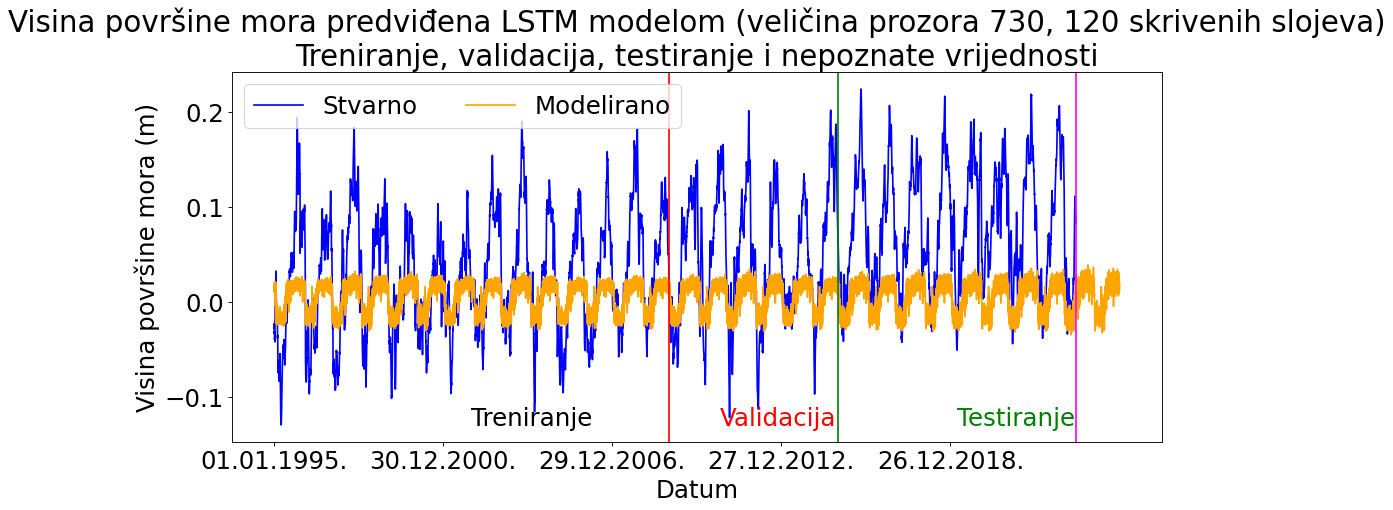 Visina površine mora predviđena LSTM modelom (veličina prozora 730, 120 skrivenih slojeva)
Treniranje, validacija, testiranje i nepoznate vrijednosti
Stvarno
Modelirano
Visina površine mora (m)
0.2
0.1
0.0
−0.1
Treniranje
Validacija
Testiranje
01.01.1995.
30.12.2000.
29.12.2006.
27.12.2012.
26.12.2018.
Datum